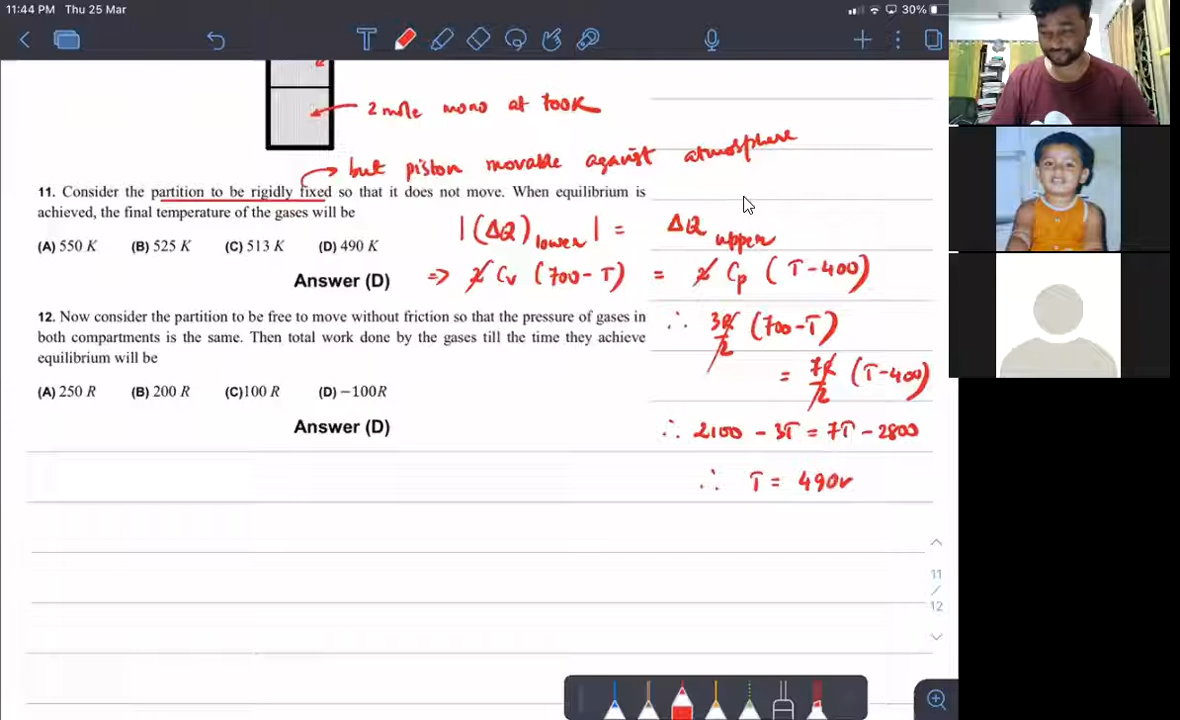 11:44 PM Thu 25 Mar
30%
2 mole mono at 700K
but piston movable against atmosphere
11. Consider the partition to be rigidly fixed so that it does not move. When equilibrium is
achieved, the final temperature of the gases will be
(A) 550 K (B) 525 K (C) 513 K (D) 490 K
Answer (D)
|(ΔQ)lower| = ΔQ upper
⇒ 2 Cv (700 - T) = 2 Cp (T - 400)
∴ 3R/2 (700 - T)
= 7R/2 (T - 400)
∴ 2100 - 3T = 7T - 2800
∴ T = 490K
12. Now consider the partition to be free to move without friction so that the pressure of gases in
both compartments is the same. Then total work done by the gases till the time they achieve
equilibrium will be
(A) 250 R (B) 200 R (C)100 R (D) −100R
Answer (D)
11
/
12